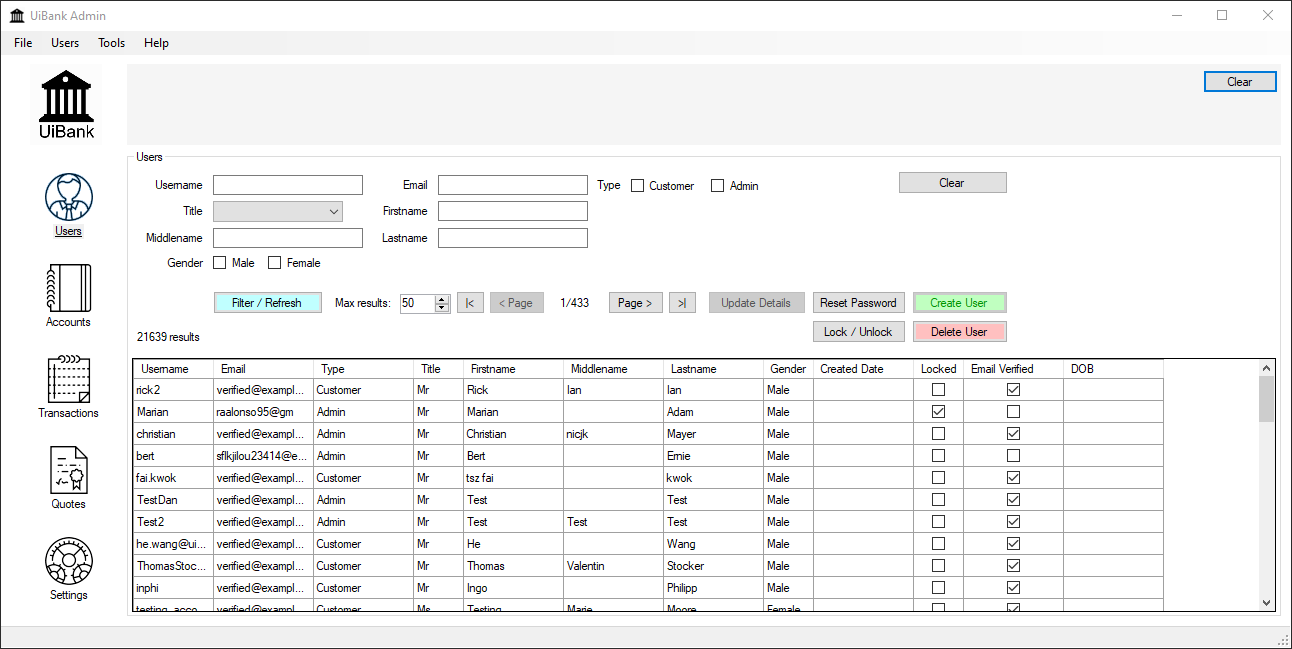 UiBank Admin
File Users Tools Help
UiBank
Clear
Users
Username Email Type Customer Admin Clear
Title Firstname
Middlename Lastname
Gender Male Female
Filter / Refresh Max results: 50 |< < Page 1/433 Page > >| Update Details Reset Password Create User
Lock / Unlock Delete User
21639 results
Users
Accounts
Transactions
Quotes
Settings
Username Email Type Title Firstname Middlename Lastname Gender Created Date Locked Email Verified DOB
rick2 verified@exampl... Customer Mr Rick Ian Ian Male
Marian raalonso95@gm Admin Mr Marian Adam Male
christian verified@exampl... Admin Mr Christian nicjk Mayer Male
bert sflkjilou23414@e... Admin Mr Bert Ernie Male
fai.kwok verified@exampl... Customer Mr tsz fai kwok Male
TestDan verified@exampl... Admin Mr Test Test Male
Test2 verified@exampl... Admin Mr Test Test Test Male
he.wang@ui... verified@exampl... Customer Mr He Wang Male
ThomasStoc... verified@exampl... Customer Mr Thomas Valentin Stocker Male
inphi verified@exampl... Customer Mr Ingo Philipp Male
testing_acco... verified@exampl... Customer Ms Testing Marie Moore Female